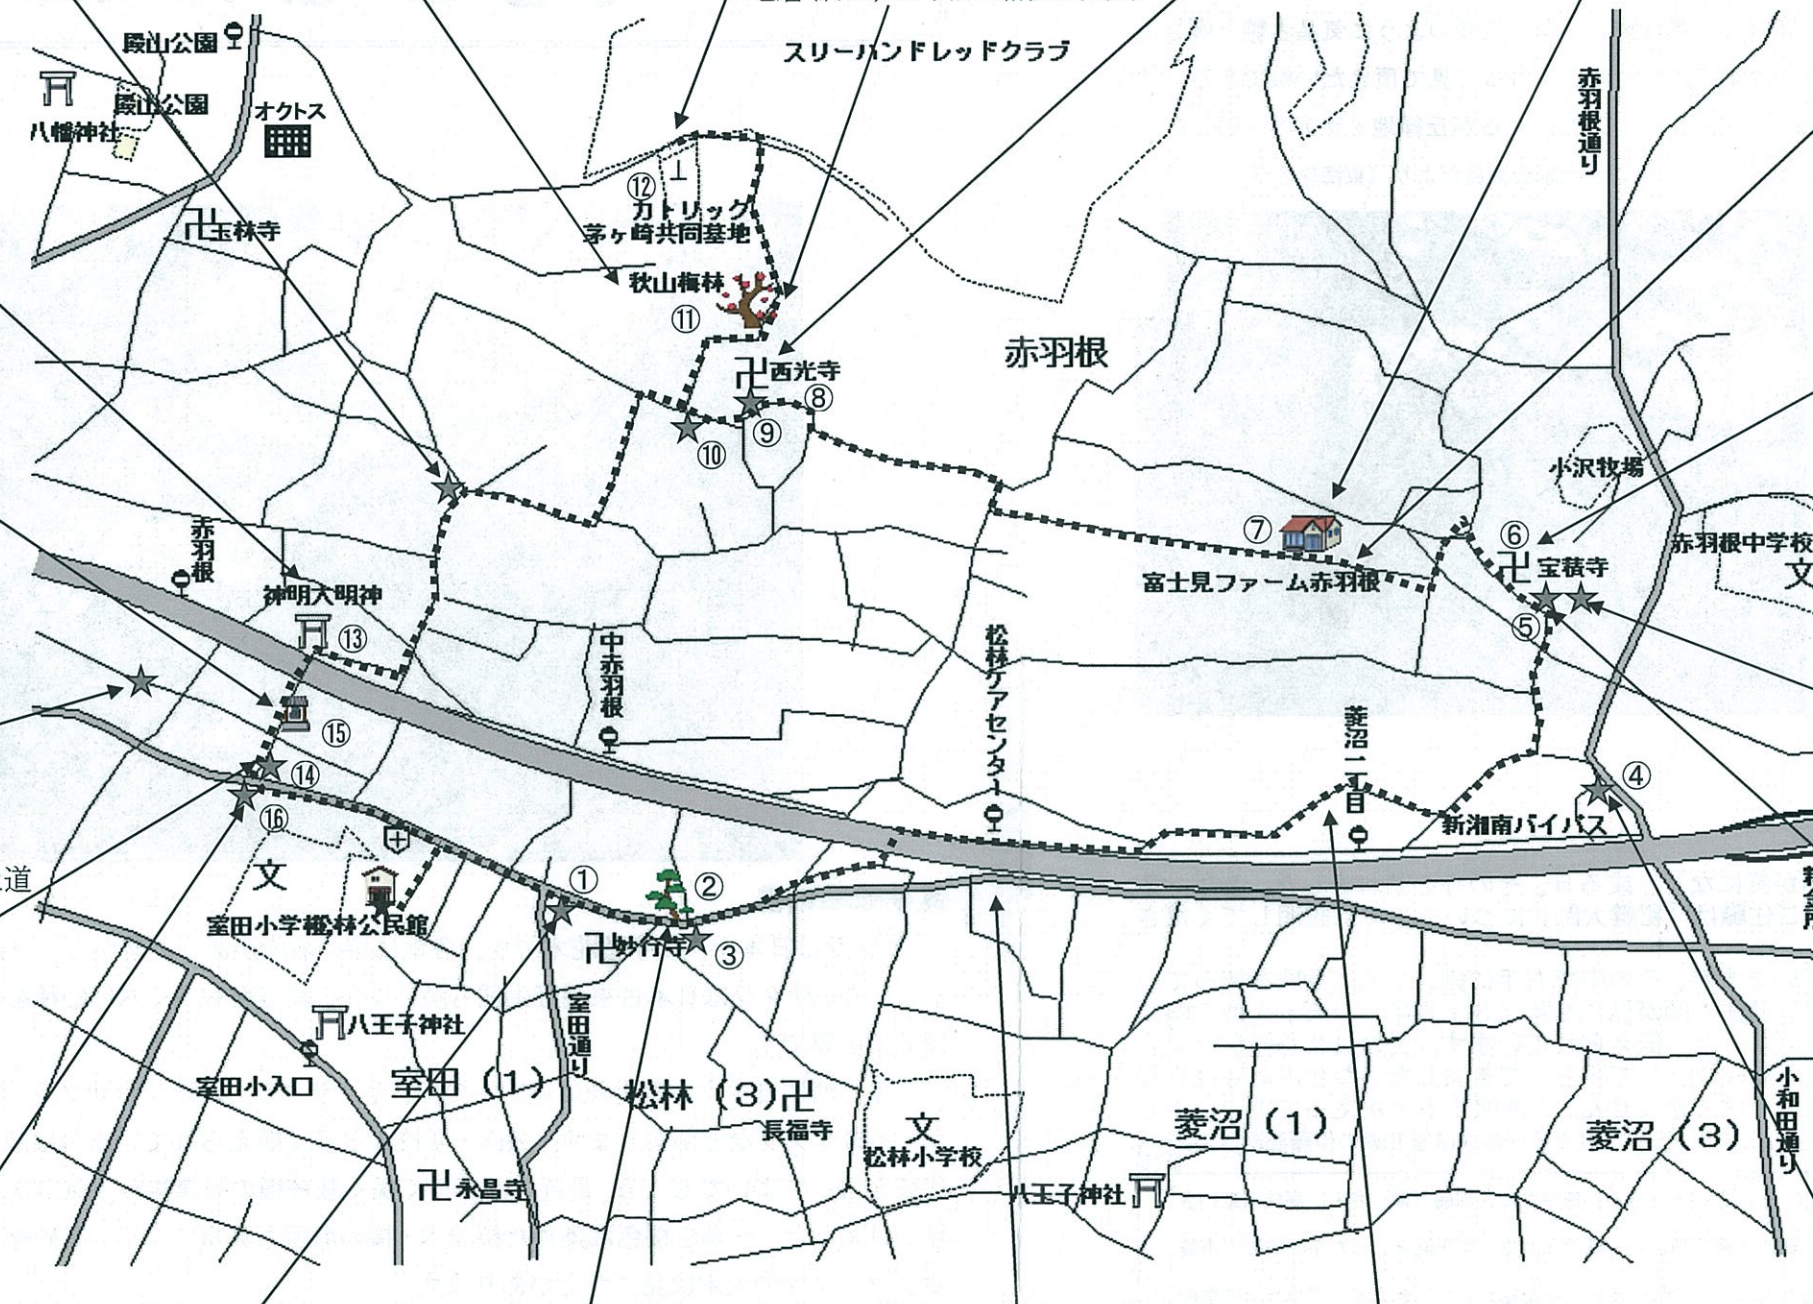 殿山公園
殿山公園
八幡神社
オクトス
玉林寺
スリーハンドレッドクラブ
赤羽根通り
⑫
カトリック
茅ヶ崎共同墓地
秋山梅林
⑪
西光寺
⑧
⑨
⑩
赤羽根
小沢牧場
赤羽根中学校
文
⑦
富士見ファーム赤羽根
⑥
宝積寺
⑤
赤羽根
神明大明神
⑬
中赤羽根
松林ケアセンター
菱沼一丁目
④
新湘南バイパス
⑮
⑭
⑯
道
文
室田小学校
松林公民館
①
②
妙行寺
③
室田通り
八王子神社
室田小入口
室田(1)
松林(3)
長福寺
永昌寺
文
松林小学校
菱沼(1)
八王子神社
菱沼(3)
小和田通り